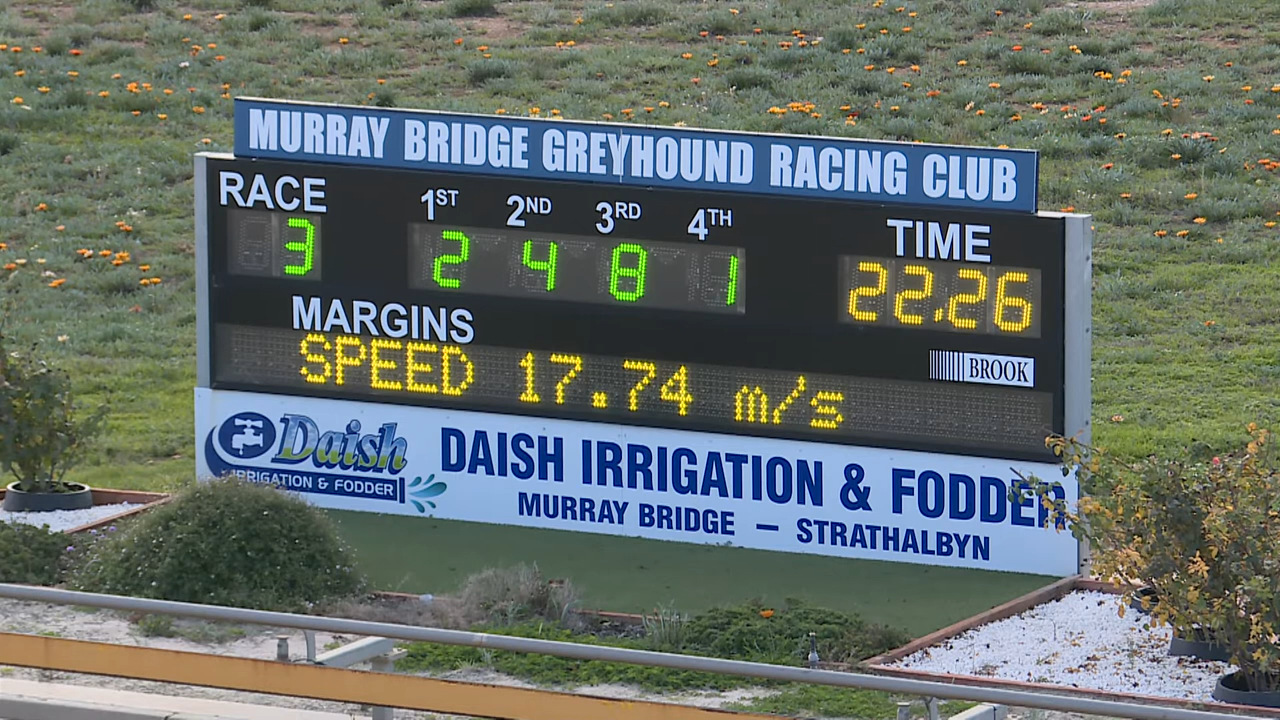 MURRAY BRIDGE GREYHOUND RACING CLUB
RACE 1ST 2ND 3RD 4TH TIME
3 2 4 8 1 22.26
MARGINS
BROOK
SPEED 17.74 m/s
Daish
IRRIGATION & FODDER
DAISH IRRIGATION & FODDER
MURRAY BRIDGE – STRATHALBYN